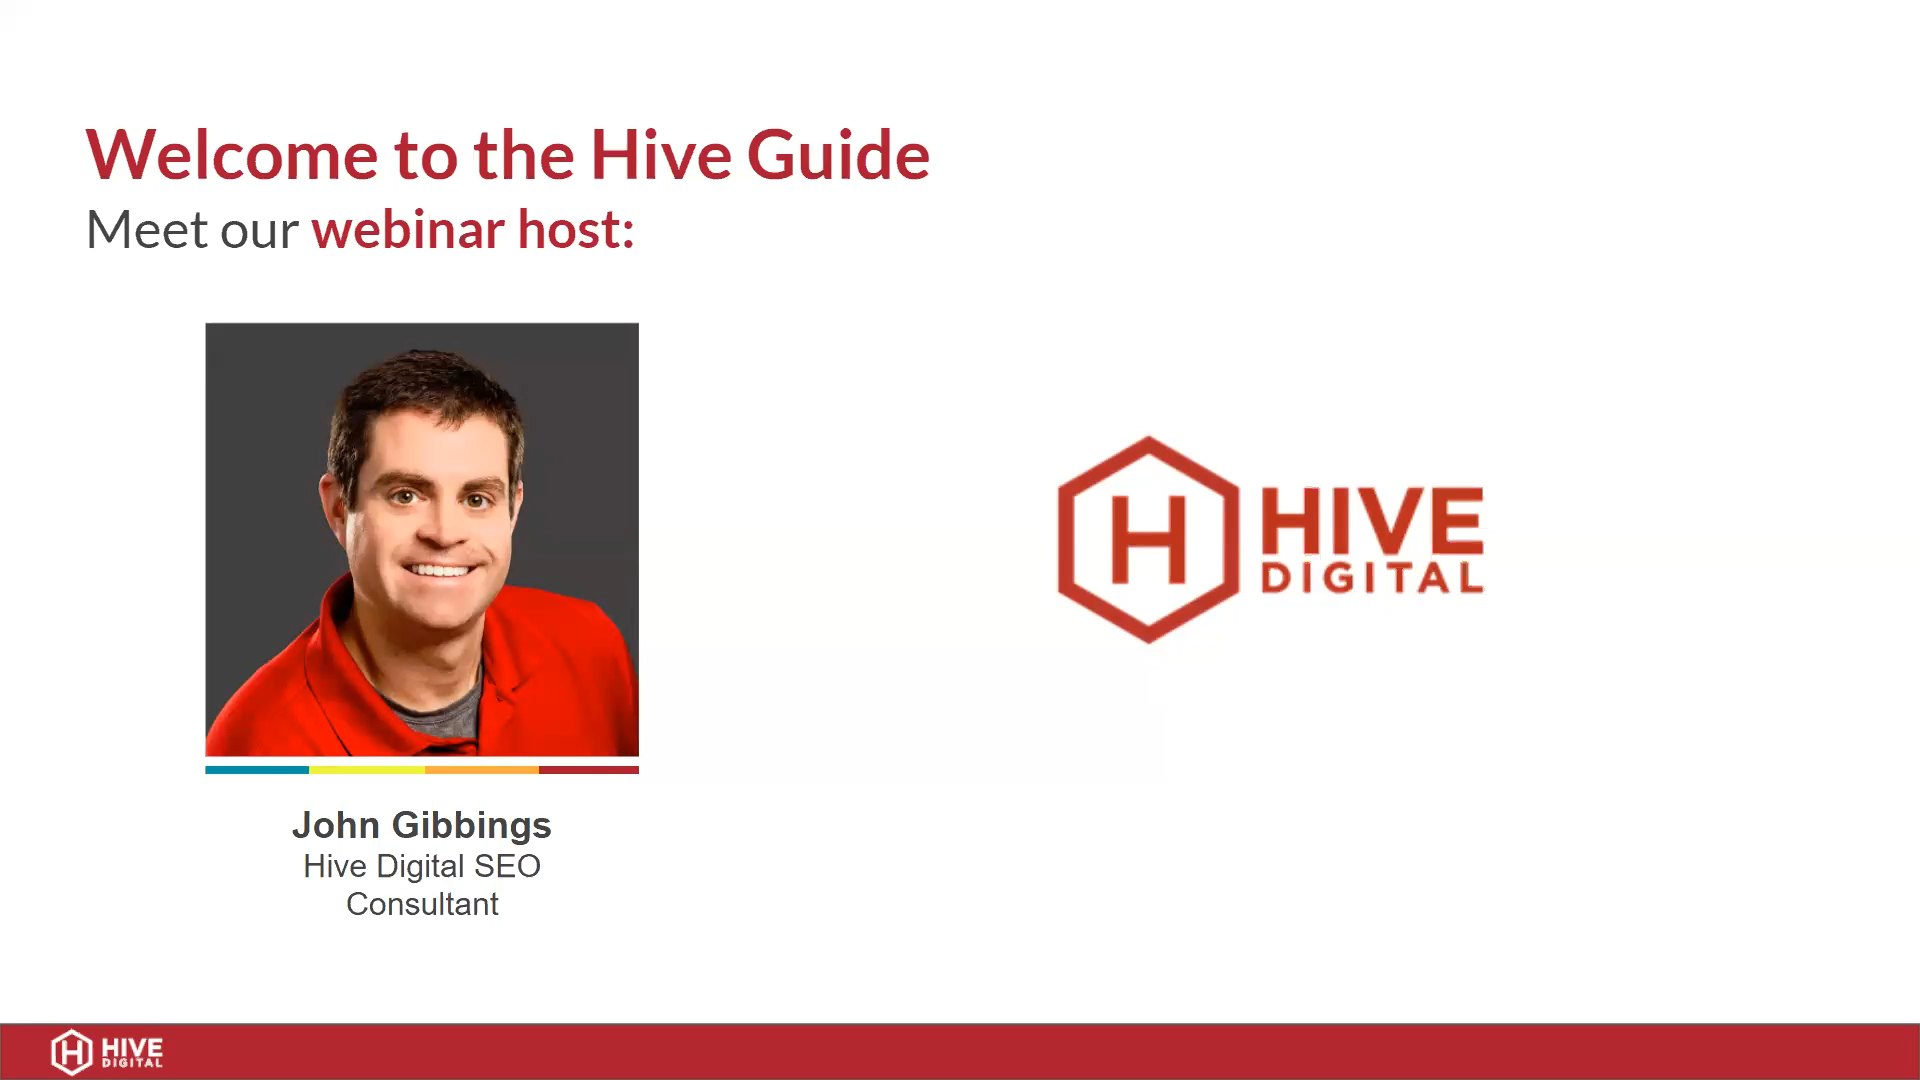 Welcome to the Hive Guide
Meet our webinar host:
H HIVE
DIGITAL
John Gibbings
Hive Digital SEO
Consultant
H HIVE
DIGITAL